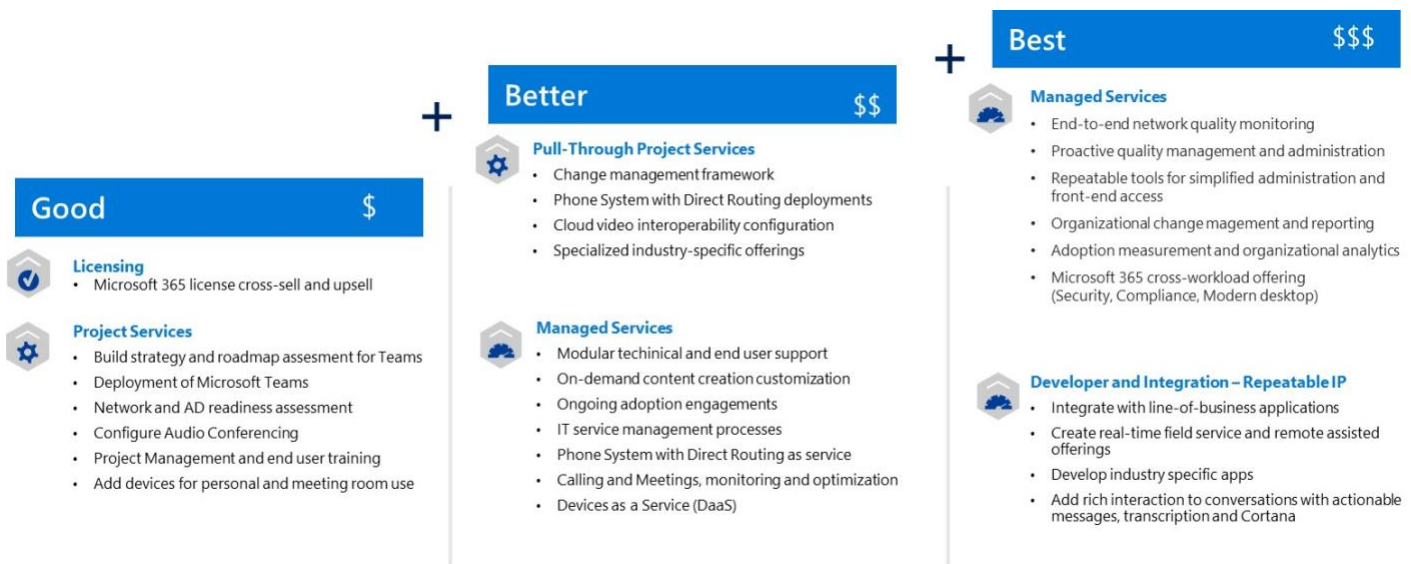 Good $
Licensing
• Microsoft 365 license cross-sell and upsell
Project Services
• Build strategy and roadmap assesment for Teams
• Deployment of Microsoft Teams
• Network and AD readiness assessment
• Configure Audio Conferencing
• Project Management and end user training
• Add devices for personal and meeting room use
+
Better $$
Pull-Through Project Services
• Change management framework
• Phone System with Direct Routing deployments
• Cloud video interoperability configuration
• Specialized industry-specific offerings
Managed Services
• Modular techinical and end user support
• On-demand content creation customization
• Ongoing adoption engagements
• IT service management processes
• Phone System with Direct Routing as service
• Calling and Meetings, monitoring and optimization
• Devices as a Service (DaaS)
+
Best $$$
Managed Services
• End-to-end network quality monitoring
• Proactive quality management and administration
• Repeatable tools for simplified administration and
front-end access
• Organizational change magement and reporting
• Adoption measurement and organizational analytics
• Microsoft 365 cross-workload offering
(Security, Compliance, Modern desktop)
Developer and Integration – Repeatable IP
• Integrate with line-of-business applications
• Create real-time field service and remote assisted
offerings
• Develop industry specific apps
• Add rich interaction to conversations with actionable
messages, transcription and Cortana